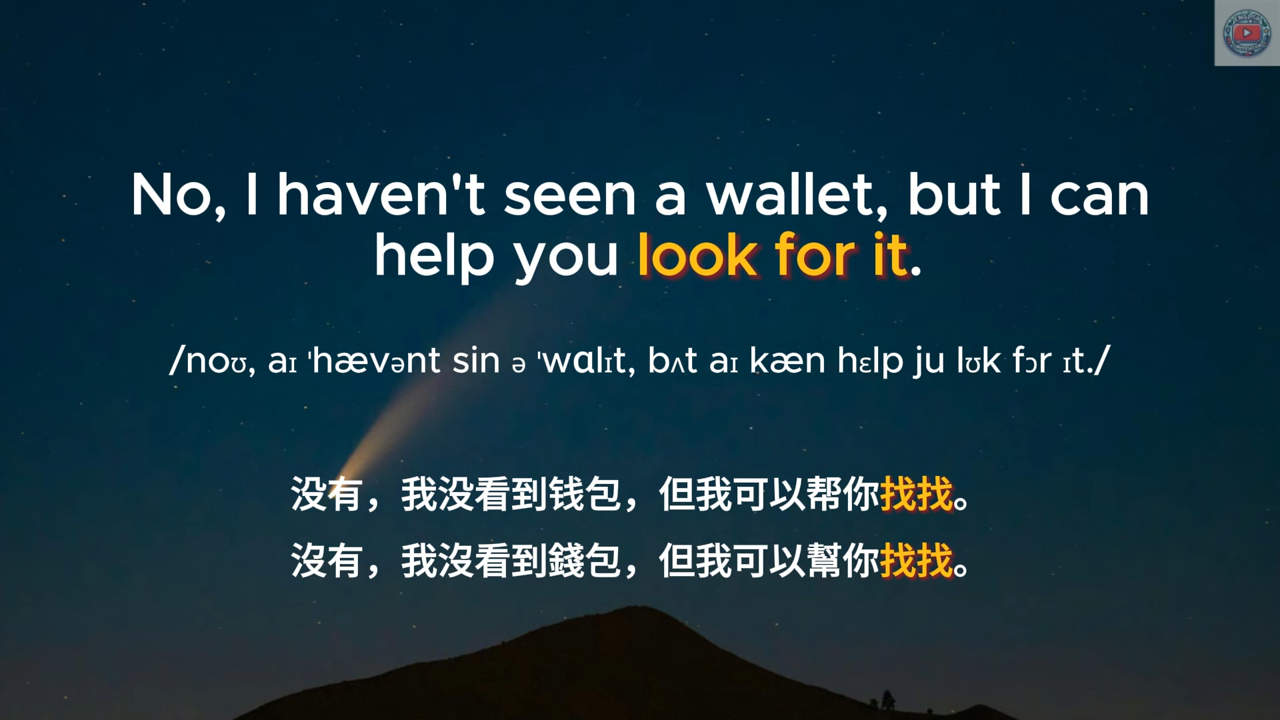 No, I haven't seen a wallet, but I can
help you look for it.
/noʊ, aɪ ˈhævənt sin ə ˈwɑlɪt, bʌt aɪ kæn hɛlp ju lʊk fɔr ɪt./
没有，我没看到钱包，但我可以帮你找找。
沒有，我沒看到錢包，但我可以幫你找找。